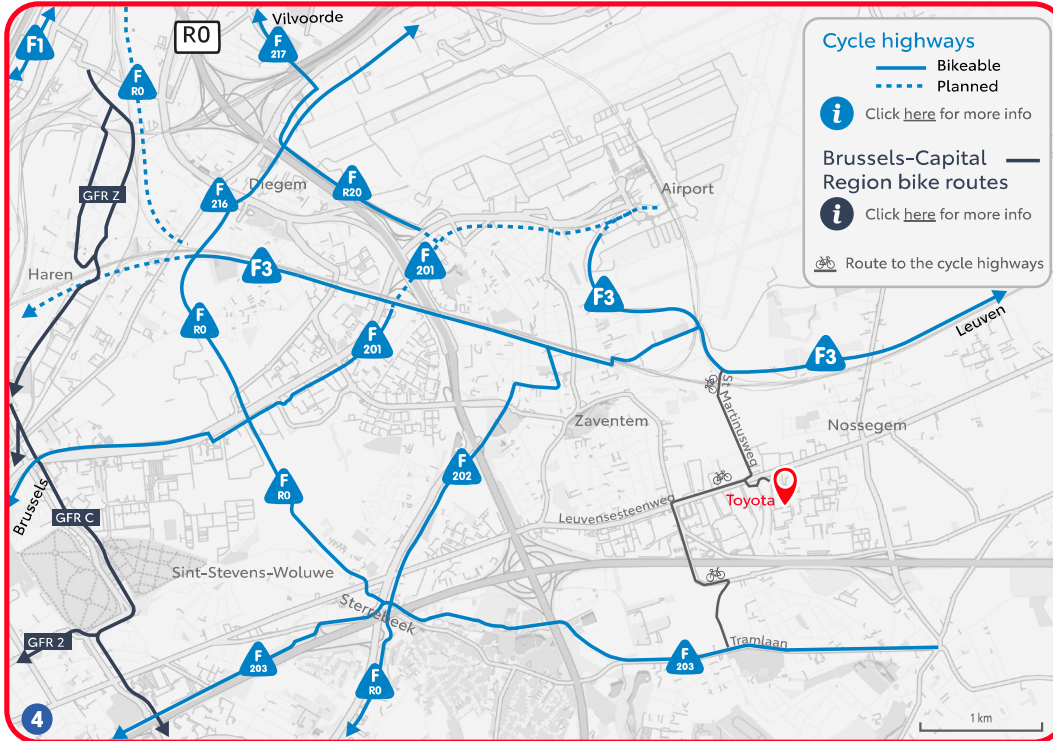 F1
R0
Vilvoorde
F
217
F
R0
Cycle highways
Bikeable
Planned
i
Click here for more info
Brussels-Capital
Region bike routes
i
Click here for more info
Route to the cycle highways
GFR Z
F
216
Diegem
F
R20
Airport
Haren
F3
F
201
F3
F
R0
F
201
Leuven
F3
St Martinusweg
Zaventem
Nossegem
F
202
F
R0
Toyota
Leuvensesteenweg
Brussels
GFR C
Sint-Stevens-Woluwe
Sterrebeek
GFR 2
F
203
F
R0
F
203
Tramlaan
4
1 km